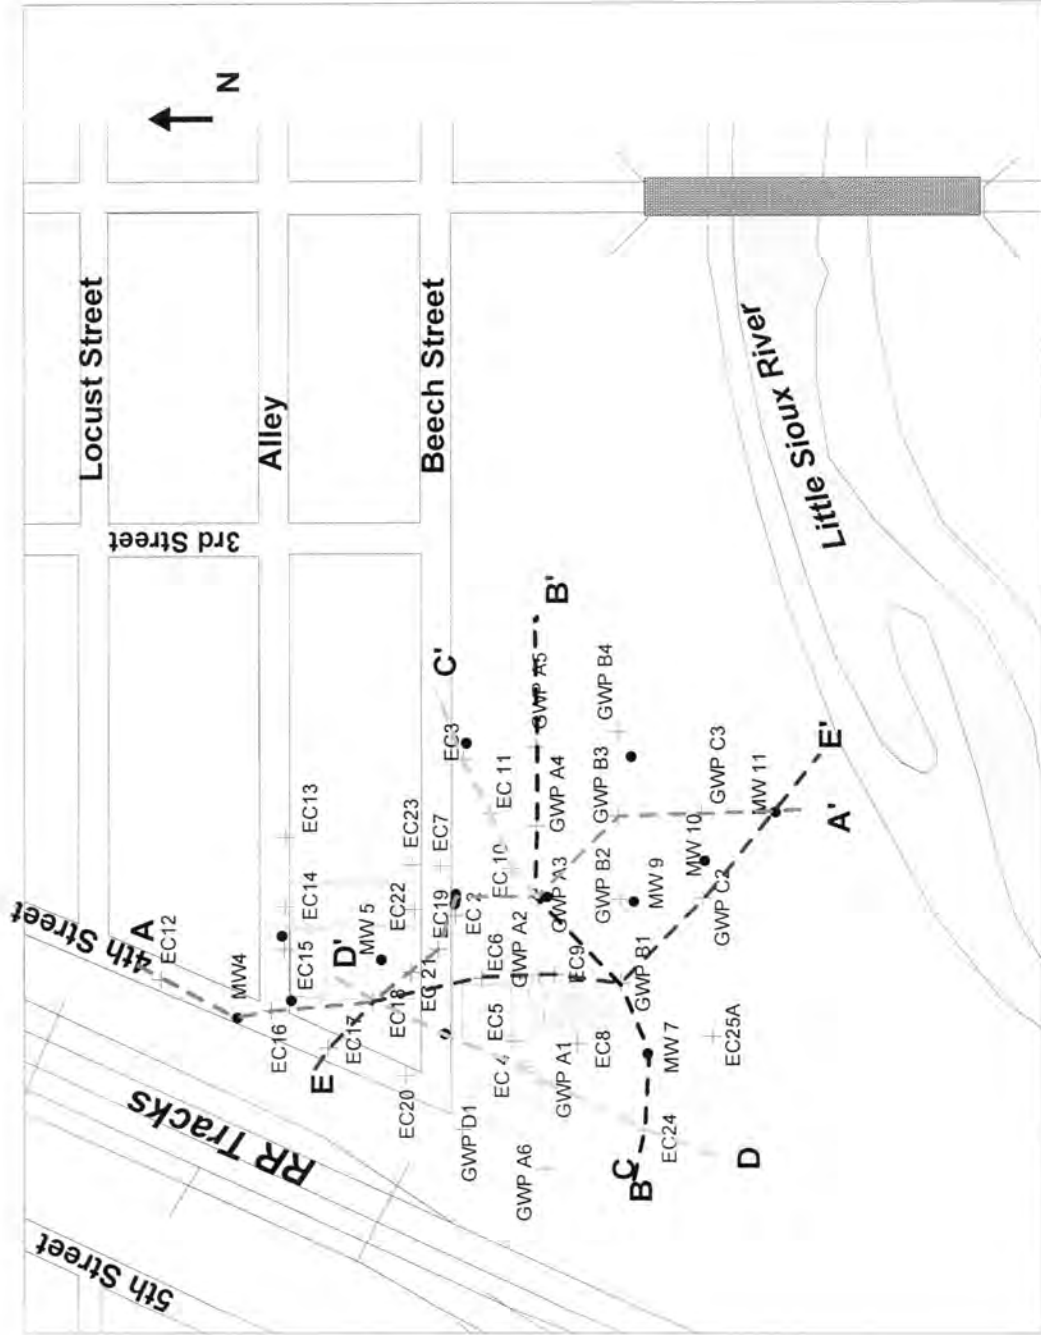 N
Locust Street
Alley
Beech Street
3rd Street
4th Street
RR Tracks
5th Street
Little Sioux River
A
EC12
MW4
EC13
EC14
EC15
EC16
EC17
E
D'
MW 5
EC22
EC23
EC7
EC19
EC 2
EC18
EC 21
EC20
C'
EC3
EC 11
EC 10
EC6
EC5
EC 4
GWP D1
GWP A6
GWP A1
GWP A2
GWP A3
GWP A4
GWP A5
B'
EC9
EC8
GWP B1
GWP B2
GWP B3
GWP B4
MW 7
MW 9
MW 10
EC24
EC25A
GWP C2
GWP C3
MW 11
C
B
D
A'
E'